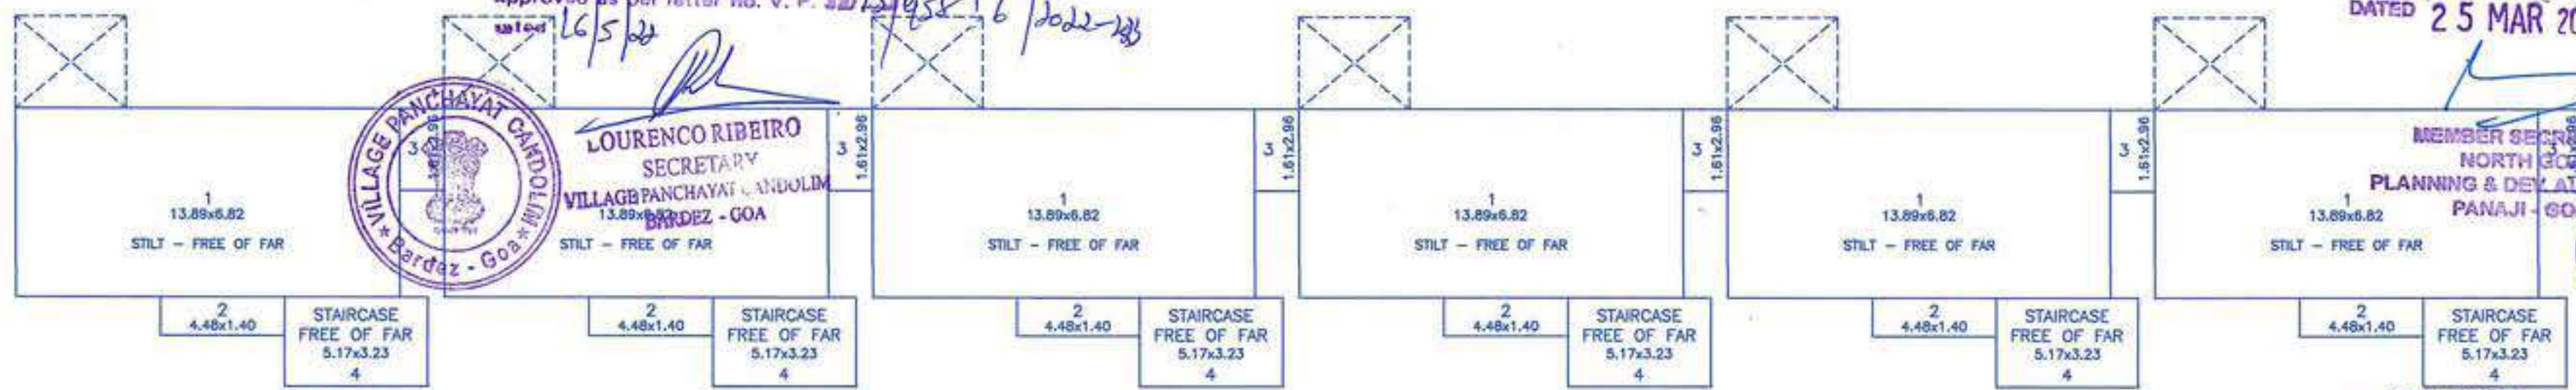 approved as per letter no. V. P.
16/5/22
/2022-23
DATED 25 MAR 20
VILLAGE PANCHAYAT CANDOLIM
* Bardez - Goa *
LOURENCO RIBEIRO
SECRETARY
VILLAGE PANCHAYAT CANDOLIM
BARDEZ - GOA
MEMBER SECR
NORTH GO
PLANNING & DEV. A
PANAJI - GO
1
13.89x6.82
STILT - FREE OF FAR
3
2
4.48x1.40
STAIRCASE
FREE OF FAR
5.17x3.23
4
13.89x6.82
STILT - FREE OF FAR
3
1.61x2.96
2
4.48x1.40
STAIRCASE
FREE OF FAR
5.17x3.23
4
1
13.89x6.82
STILT - FREE OF FAR
3
1.61x2.96
2
4.48x1.40
STAIRCASE
FREE OF FAR
5.17x3.23
4
1
13.89x6.82
STILT - FREE OF FAR
3
1.61x2.96
2
4.48x1.40
STAIRCASE
FREE OF FAR
5.17x3.23
4
1
13.89x6.82
STILT - FREE OF FAR
3
1.61x2.96
2
4.48x1.40
STAIRCASE
FREE OF FAR
5.17x3.23
4
1
13.89x6.82
STILT - FREE OF FAR
2
4.48x1.40
STAIRCASE
FREE OF FAR
5.17x3.23
4